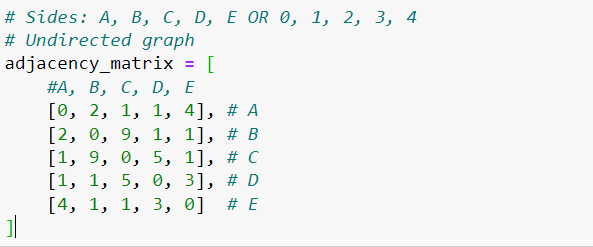 # Sides: A, B, C, D, E OR 0, 1, 2, 3, 4
# Undirected graph
adjacency_matrix = [
    #A, B, C, D, E
    [0, 2, 1, 1, 4], # A
    [2, 0, 9, 1, 1], # B
    [1, 9, 0, 5, 1], # C
    [1, 1, 5, 0, 3], # D
    [4, 1, 1, 3, 0]  # E
]